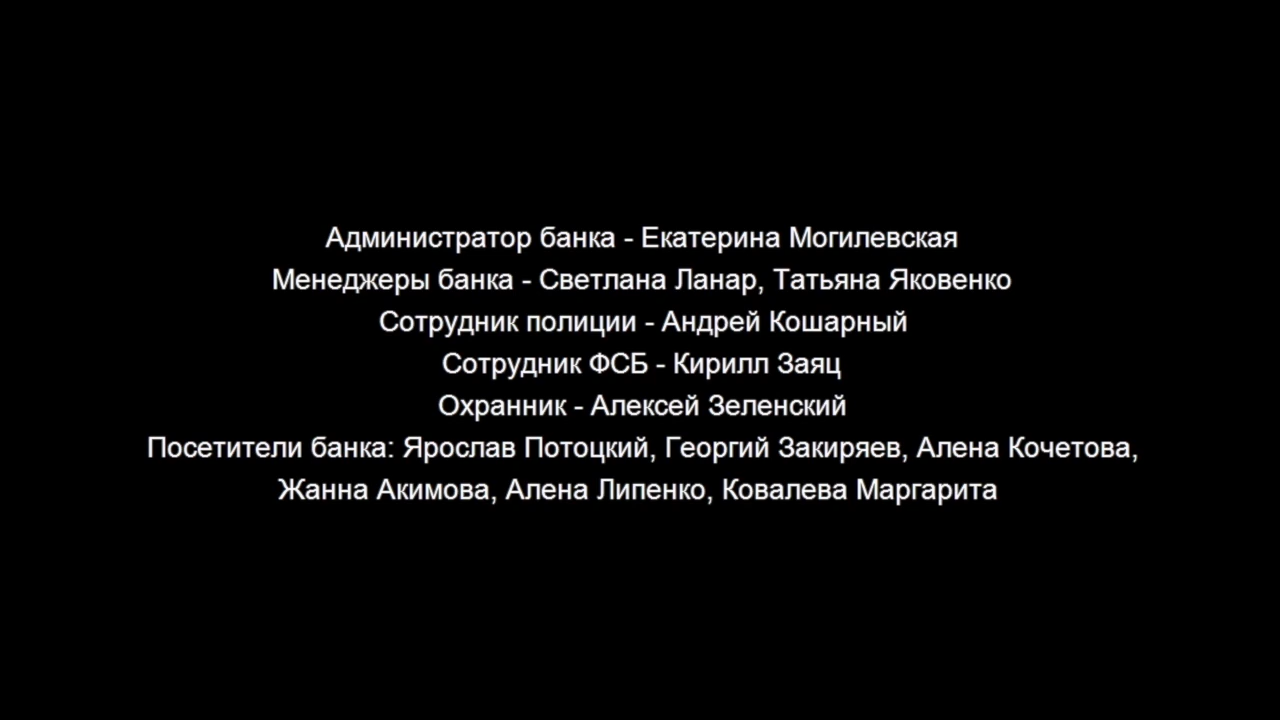 Администратор банка - Екатерина Могилевская
Менеджеры банка - Светлана Ланар, Татьяна Яковенко
Сотрудник полиции - Андрей Кошарный
Сотрудник ФСБ - Кирилл Заяц
Охранник - Алексей Зеленский
Посетители банка: Ярослав Потоцкий, Георгий Закиряев, Алена Кочетова,
Жанна Акимова, Алена Липенко, Ковалева Маргарита